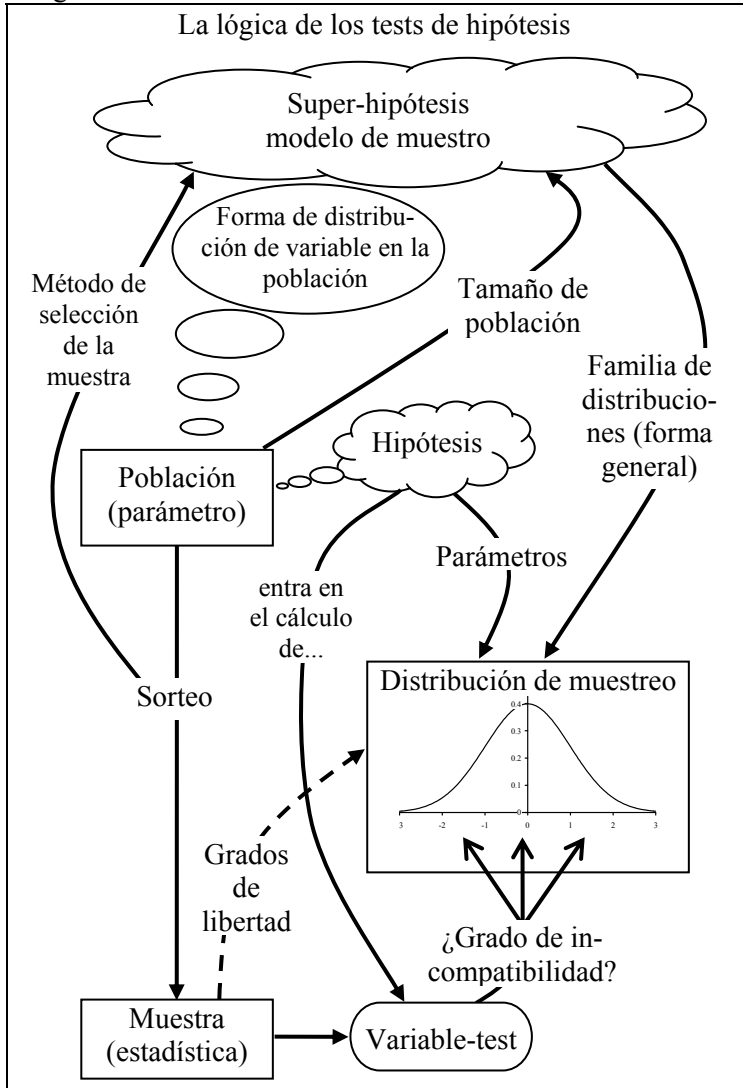 La lógica de los tests de hipótesis
Super-hipótesis
modelo de muestro
Forma de distribu-
ción de variable en la
población
Método de
selección
de la
muestra
Tamaño de
población
Familia de
distribucio-
nes (forma
general)
Hipótesis
Población
(parámetro)
Parámetros
entra en
el cálculo
de...
Sorteo
Distribución de muestreo
0.4
0.3
0.2
0.1
0
3 -2 -1 0 1 2 3
Grados
de
libertad
¿Grado de in-
compatibilidad?
Muestra
(estadística)
Variable-test